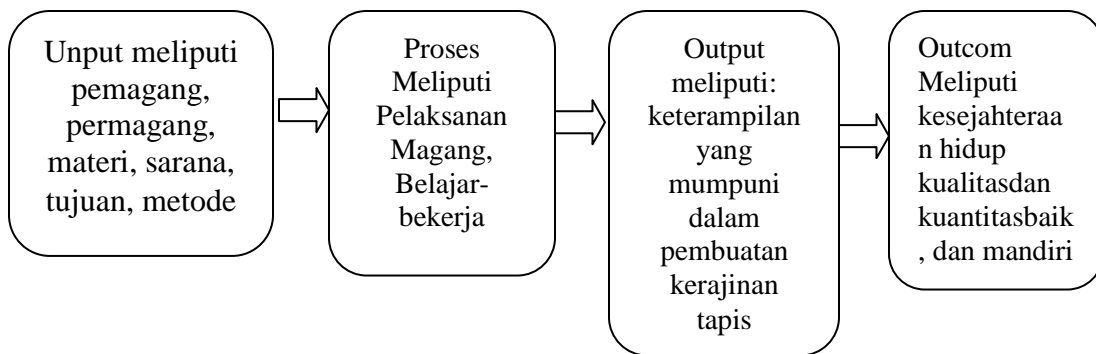 Unput meliputi
pemagang,
permagang,
materi, sarana,
tujuan, metode
Proses
Meliputi
Pelaksanan
Magang,
Belajar-
bekerja
Output
meliputi:
keterampilan
yang
mumpuni
dalam
pembuatan
kerajinan
tapis
Outcom
Meliputi
kesejahteraa
n hidup
kualitasdan
kuantitasbaik
, dan mandiri